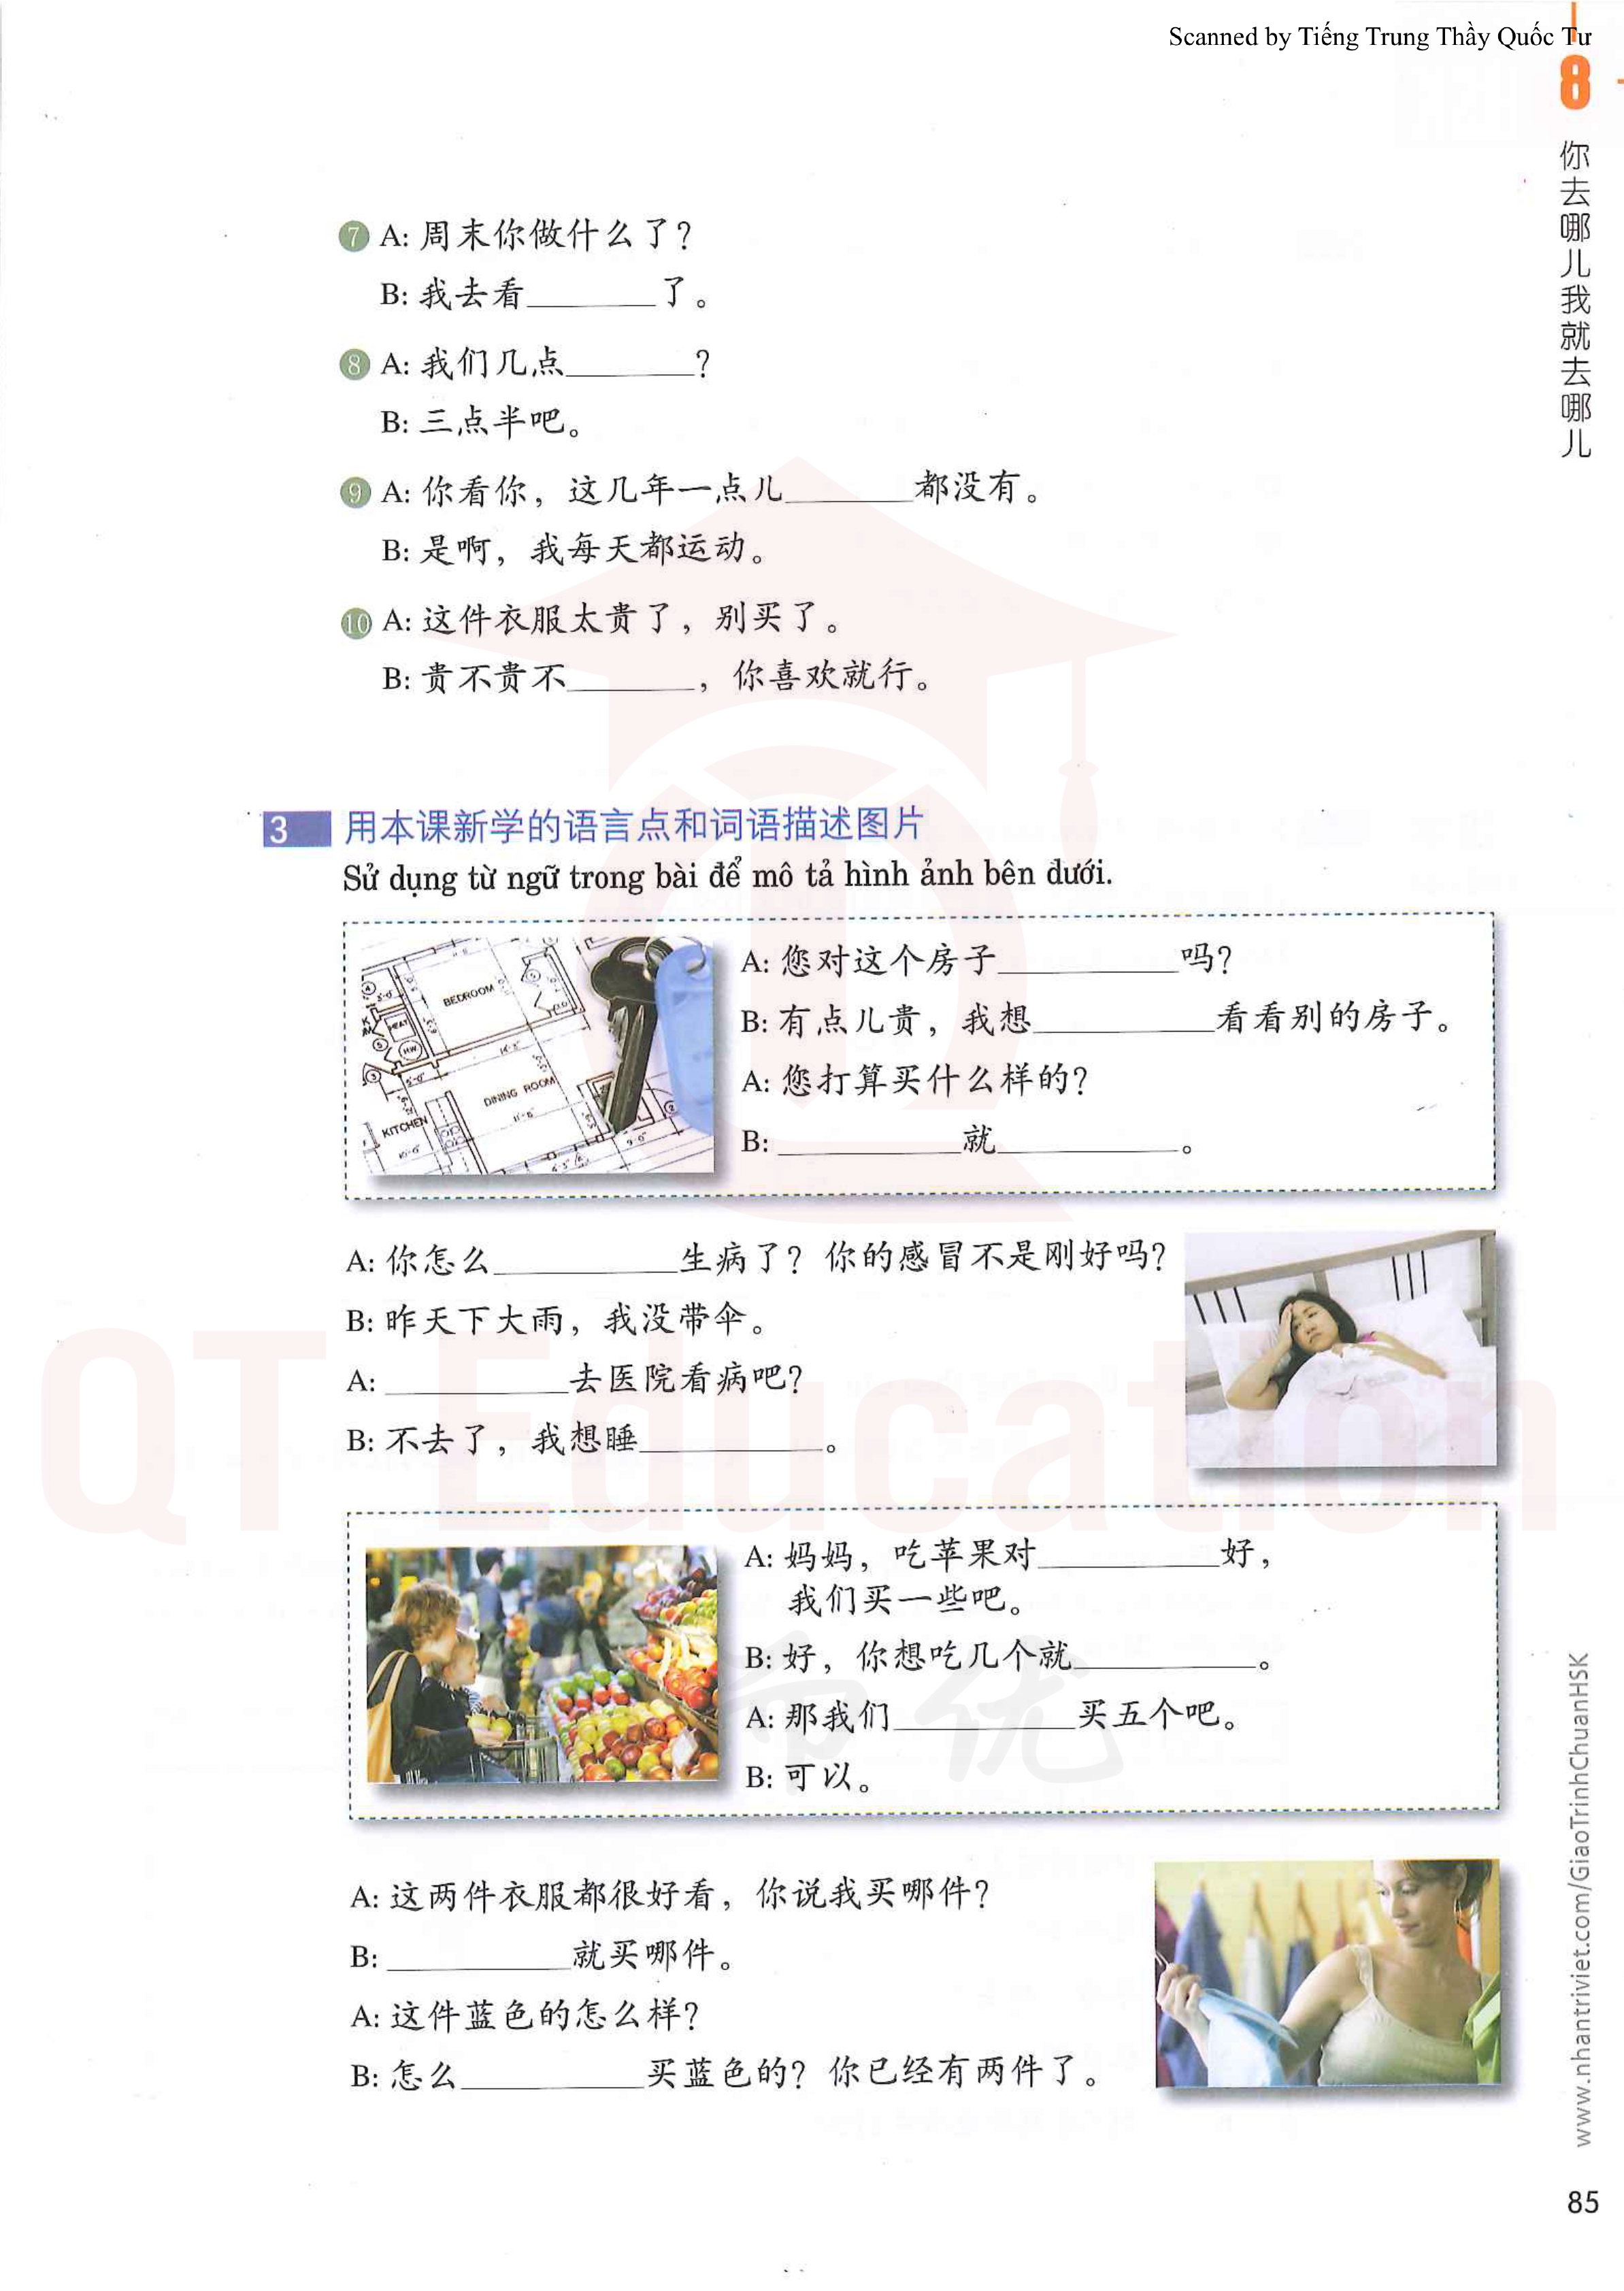 Scanned by Tiếng Trung Thầy Quốc Tư
8
你去哪儿我就去哪儿
7 A: 周末你做什么了?
B: 我去看________了。
8 A: 我们几点________?
B: 三点半吧。
9 A: 你看你，这几年一点儿________都没有。
B: 是啊，我每天都运动。
10 A: 这件衣服太贵了，别买了。
B: 贵不贵不________，你喜欢就行。
3 用本课新学的语言点和词语描述图片
Sử dụng từ ngữ trong bài để mô tả hình ảnh bên dưới.
BEDROOM
HEAT
HW
DINING ROOM
KITCHEN
A: 您对这个房子________吗?
B: 有点儿贵，我想________看看别的房子。
A: 您打算买什么样的?
B: ________就________。
A: 你怎么________生病了? 你的感冒不是刚好吗?
B: 昨天下大雨，我没带伞。
A: ________去医院看病吧?
B: 不去了，我想睡________。
QT Education
A: 妈妈，吃苹果对________好，
我们买一些吧。
B: 好，你想吃几个就________。
A: 那我们________买五个吧。
B: 可以。
A: 这两件衣服都很好看，你说我买哪件?
B: ________就买哪件。
A: 这件蓝色的怎么样?
B: 怎么________买蓝色的? 你已经有两件了。
www.nhantriviet.com/GiaoTrinhChuanHSK
85